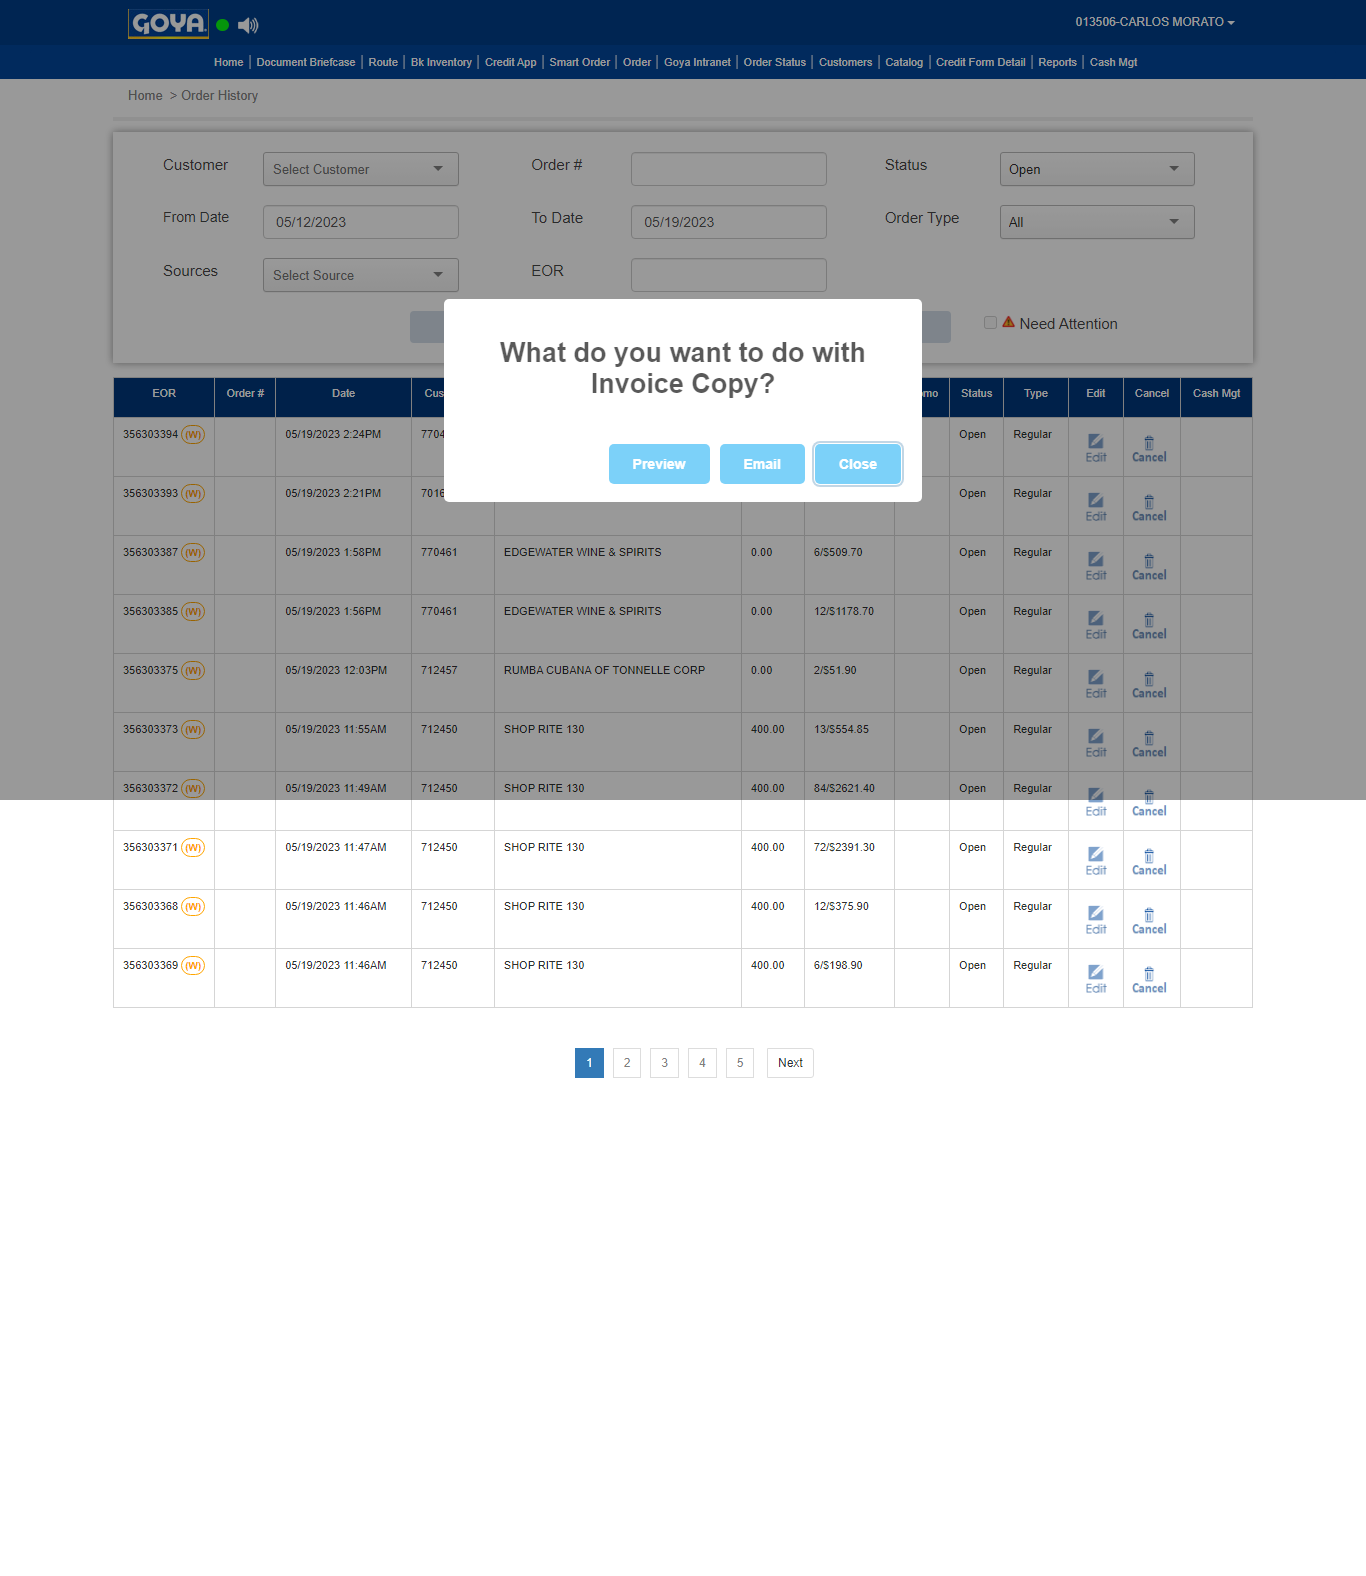 GOYA
013506-CARLOS MORATO
Home | Document Briefcase | Route | Bk Inventory | Credit App | Smart Order | Order | Goya Intranet | Order Status | Customers | Catalog | Credit Form Detail | Reports | Cash Mgt
Home > Order History
Customer Select Customer Order # Status Open
From Date 05/12/2023 To Date 05/19/2023 Order Type All
Sources Select Source EOR
Need Attention
What do you want to do with
Invoice Copy?
Preview Email Close
EOR Order # Date Status Type Edit Cancel Cash Mgt
356303394 (W) 05/19/2023 2:24PM Open Regular Edit Cancel
356303393 (W) 05/19/2023 2:21PM Open Regular Edit Cancel
356303387 (W) 05/19/2023 1:58PM 770461 EDGEWATER WINE & SPIRITS 0.00 6/$509.70 Open Regular Edit Cancel
356303385 (W) 05/19/2023 1:56PM 770461 EDGEWATER WINE & SPIRITS 0.00 12/$1178.70 Open Regular Edit Cancel
356303375 (W) 05/19/2023 12:03PM 712457 RUMBA CUBANA OF TONNELLE CORP 0.00 2/$51.90 Open Regular Edit Cancel
356303373 (W) 05/19/2023 11:55AM 712450 SHOP RITE 130 400.00 13/$554.85 Open Regular Edit Cancel
356303372 (W) 05/19/2023 11:49AM 712450 SHOP RITE 130 400.00 84/$2621.40 Open Regular Edit Cancel
356303371 (W) 05/19/2023 11:47AM 712450 SHOP RITE 130 400.00 72/$2391.30 Open Regular Edit Cancel
356303368 (W) 05/19/2023 11:46AM 712450 SHOP RITE 130 400.00 12/$375.90 Open Regular Edit Cancel
356303369 (W) 05/19/2023 11:46AM 712450 SHOP RITE 130 400.00 6/$198.90 Open Regular Edit Cancel
1 2 3 4 5 Next